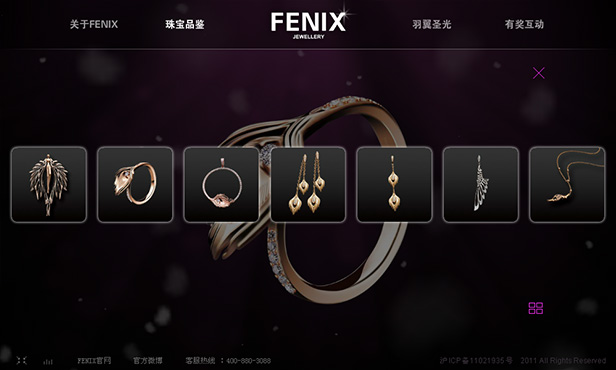 关于FENIX 珠宝品鉴 FENIX 羽翼圣光 有奖互动
JEWELLERY
FENIX官网 官方微博 客服热线：400-880-3088 沪ICP备11021935号 2011 All Rights Reserved